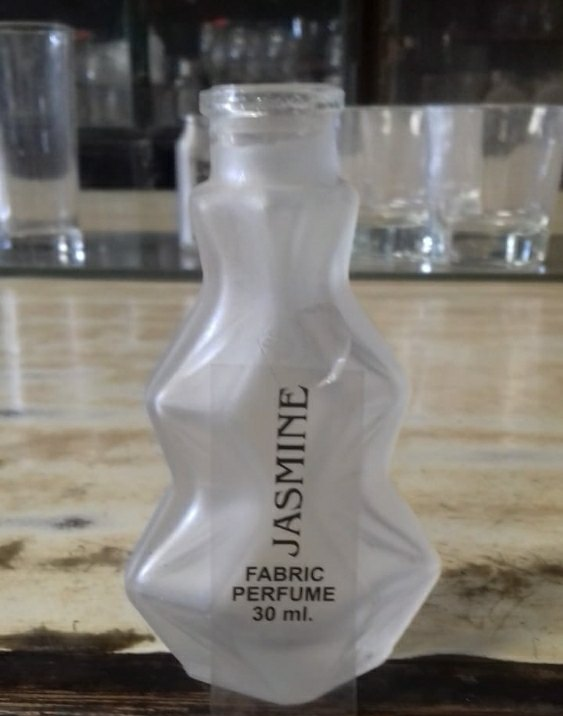 JASMINE
FABRIC
PERFUME
30 ml.